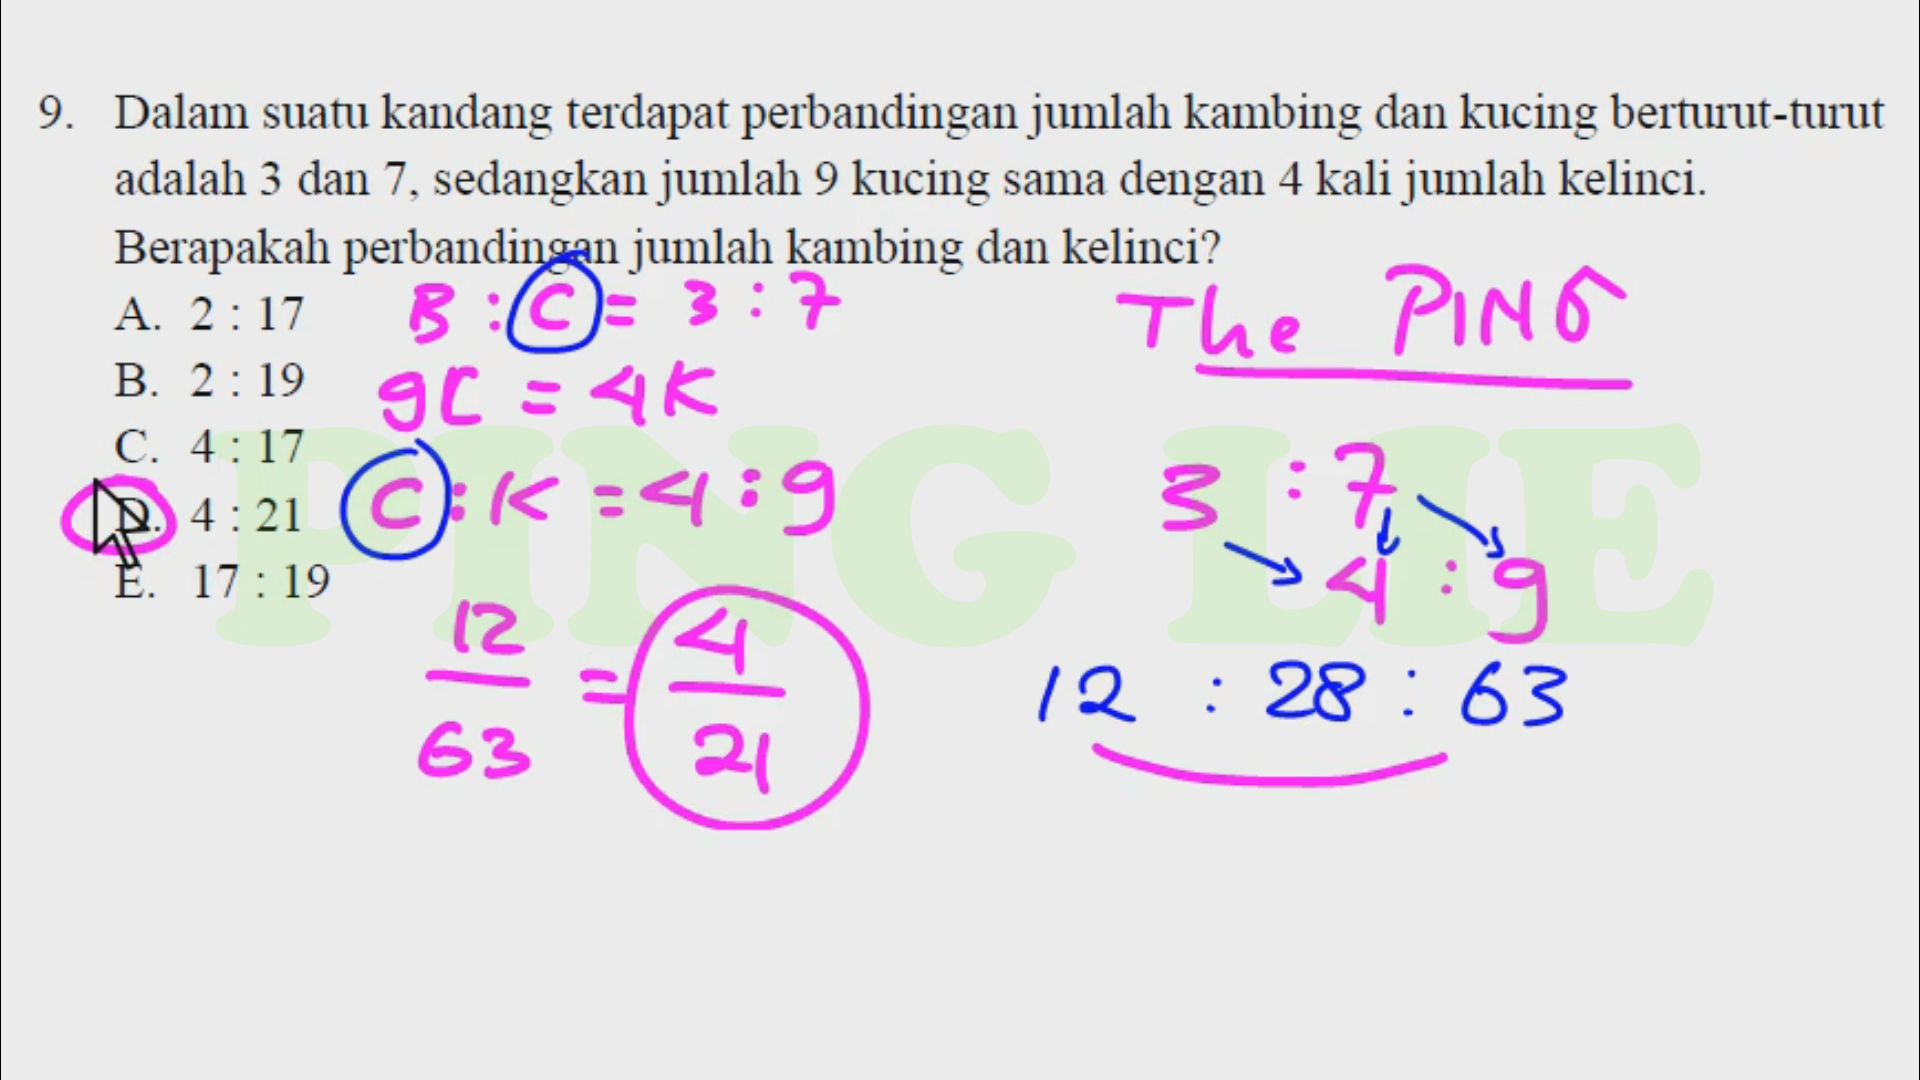 9. Dalam suatu kandang terdapat perbandingan jumlah kambing dan kucing berturut-turut
adalah 3 dan 7, sedangkan jumlah 9 kucing sama dengan 4 kali jumlah kelinci.
Berapakah perbandingan jumlah kambing dan kelinci?
A. 2 : 17
B. 2 : 19
C. 4 : 17
D. 4 : 21
E. 17 : 19
B : C = 3 : 7
9C = 4K
C : K = 4 : 9
12
63
=
4
21
The PING
3 : 7
4 : 9
12 : 28 : 63
PING LIE